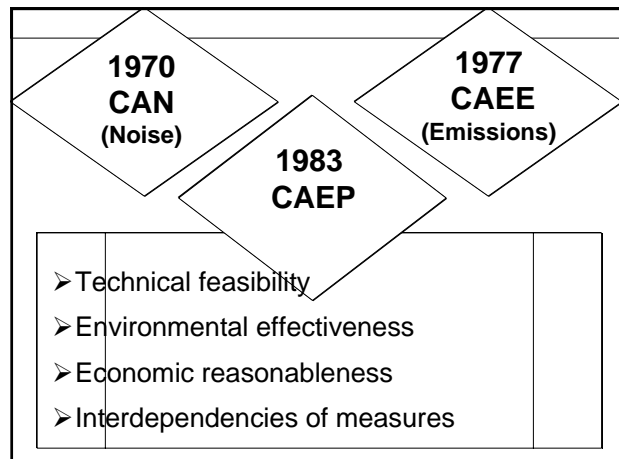 1970
CAN
(Noise)
1977
CAEE
(Emissions)
1983
CAEP
➢Technical feasibility
➢Environmental effectiveness
➢Economic reasonableness
➢Interdependencies of measures